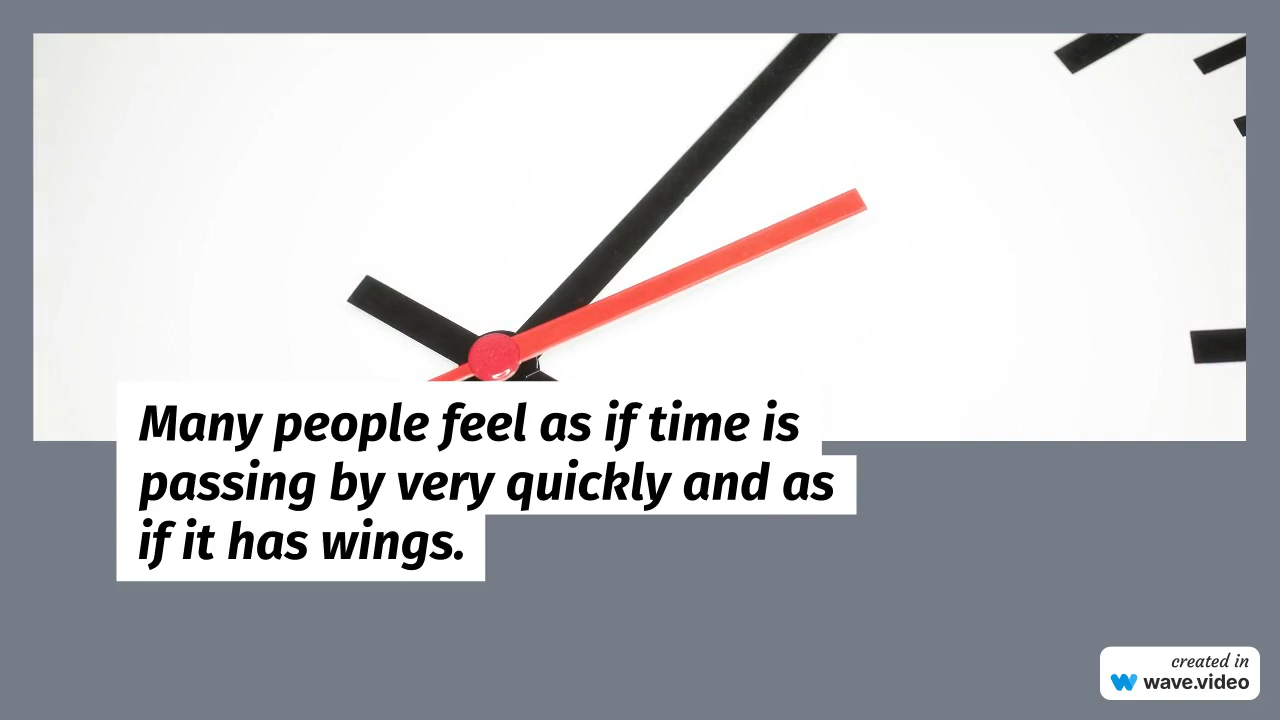 Many people feel as if time is
passing by very quickly and as
if it has wings.
created in
wave.video